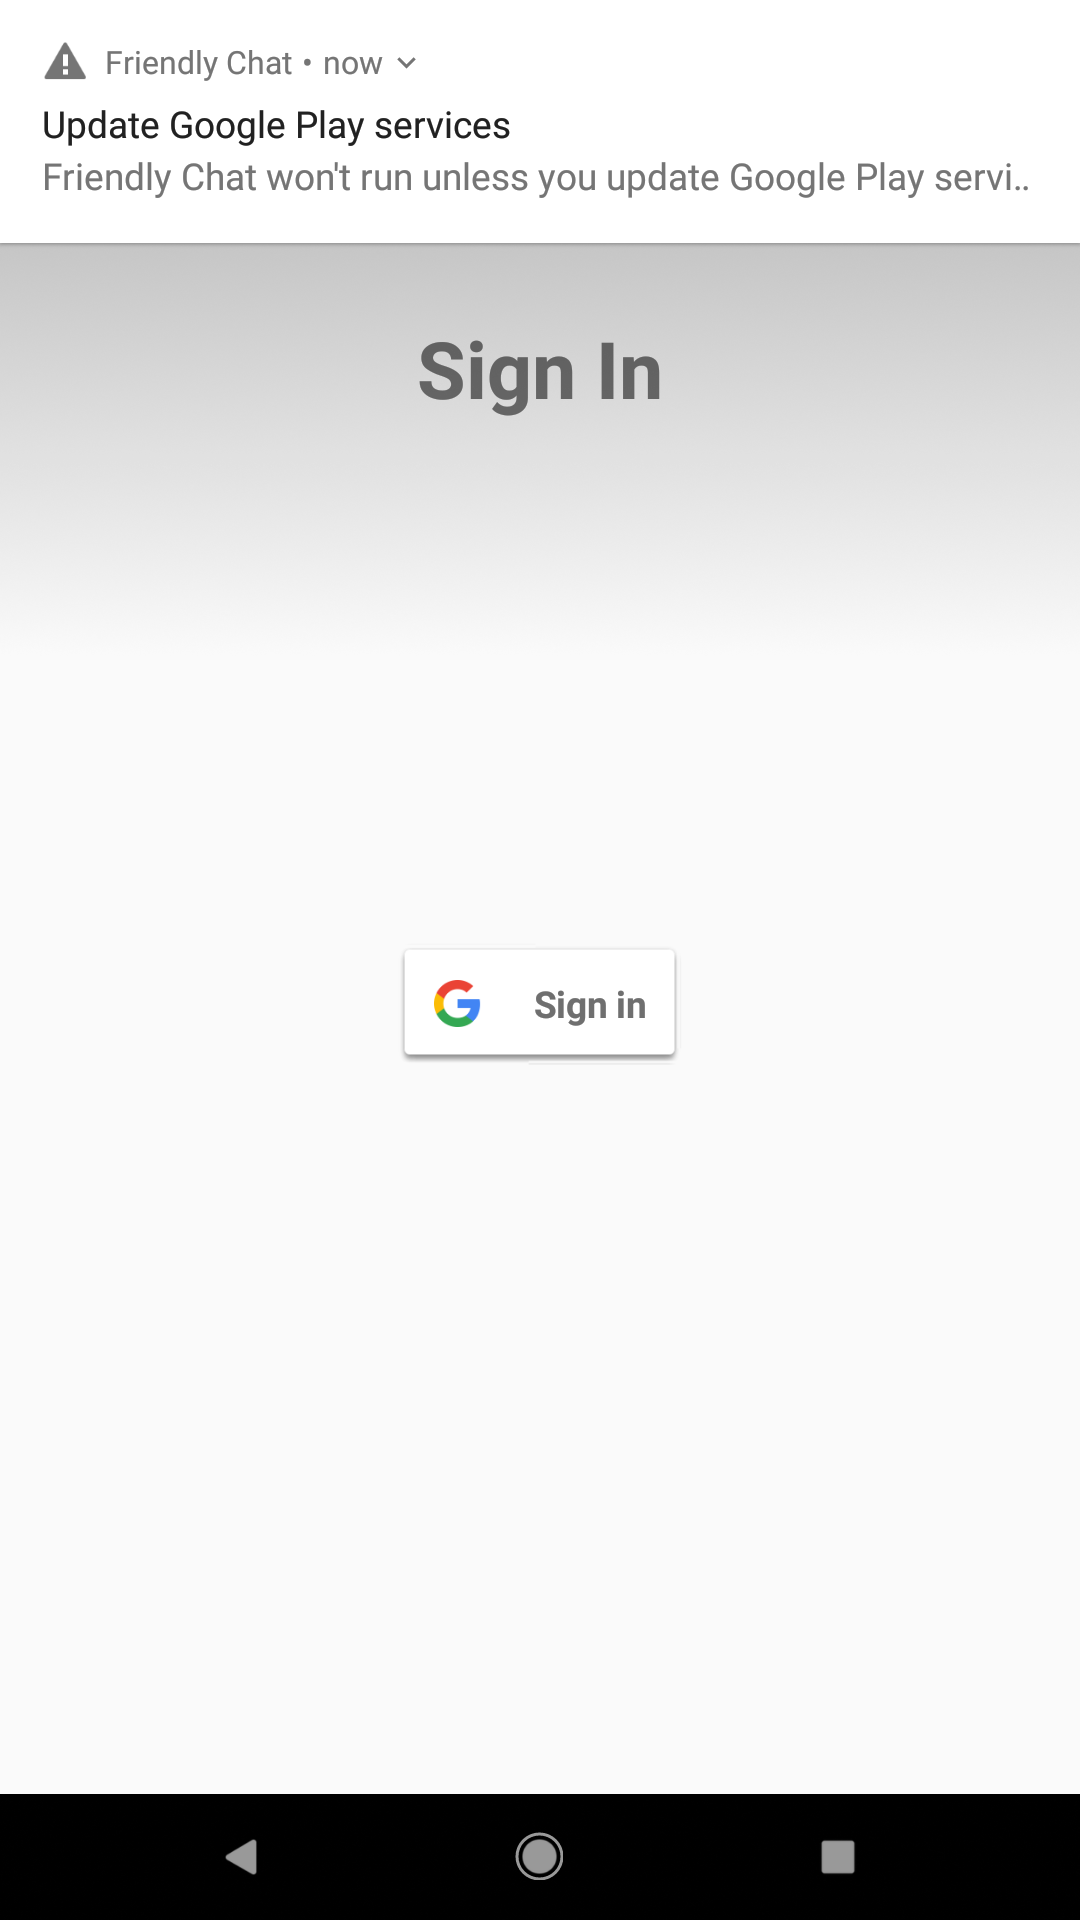 Friendly Chat • now
Update Google Play services
Friendly Chat won't run unless you update Google Play servi..
Sign In
Sign in